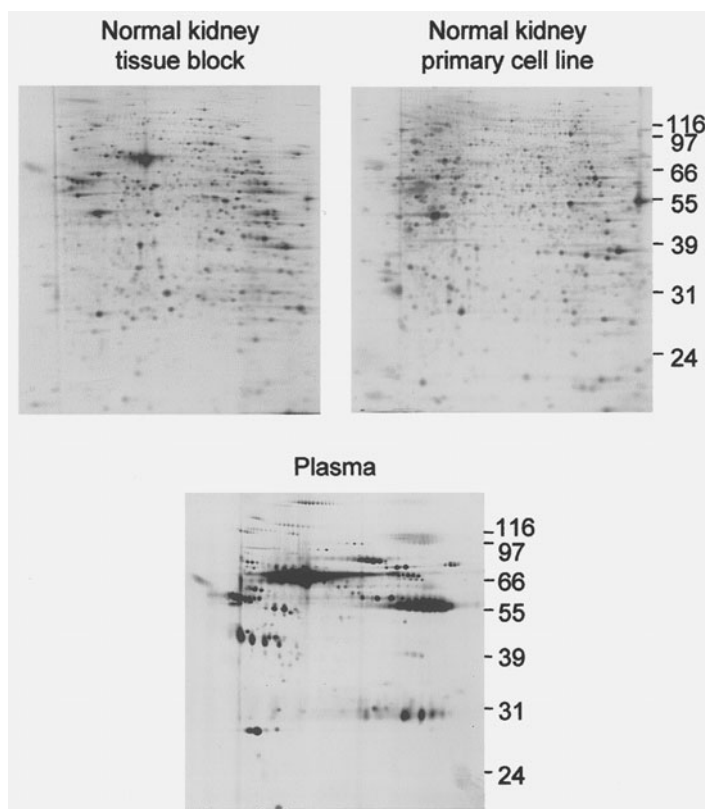 Normal kidney
tissue block
Normal kidney
primary cell line
116
97
66
55
39
31
24
Plasma
116
97
66
55
39
31
24